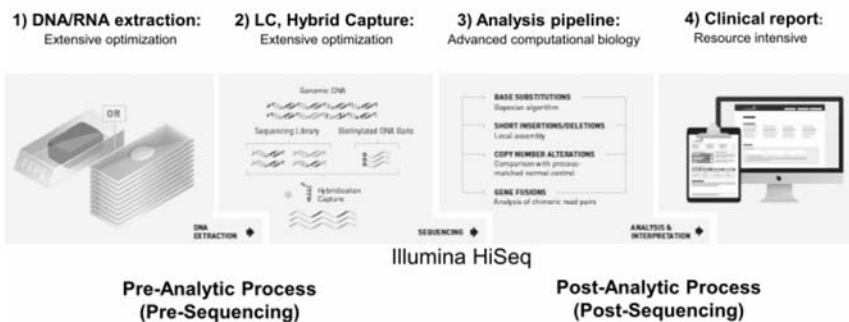 1) DNA/RNA extraction:
Extensive optimization
2) LC, Hybrid Capture:
Extensive optimization
3) Analysis pipeline:
Advanced computational biology
4) Clinical report:
Resource intensive
OR
DNA
EXTRACTION
Genomic DNA
Sequencing Library
Biotinylated DNA Baits
Hybridization
Capture
SEQUENCING
BASE SUBSTITUTIONS
Bayesian algorithm
SHORT INSERTIONS/DELETIONS
Local assembly
COPY NUMBER ALTERATIONS
Comparison with process-
matched normal control
GENE FUSIONS
Analysis of chimeric read pairs
ANALYSIS &
INTERPRETATION
Illumina HiSeq
Pre-Analytic Process
(Pre-Sequencing)
Post-Analytic Process
(Post-Sequencing)